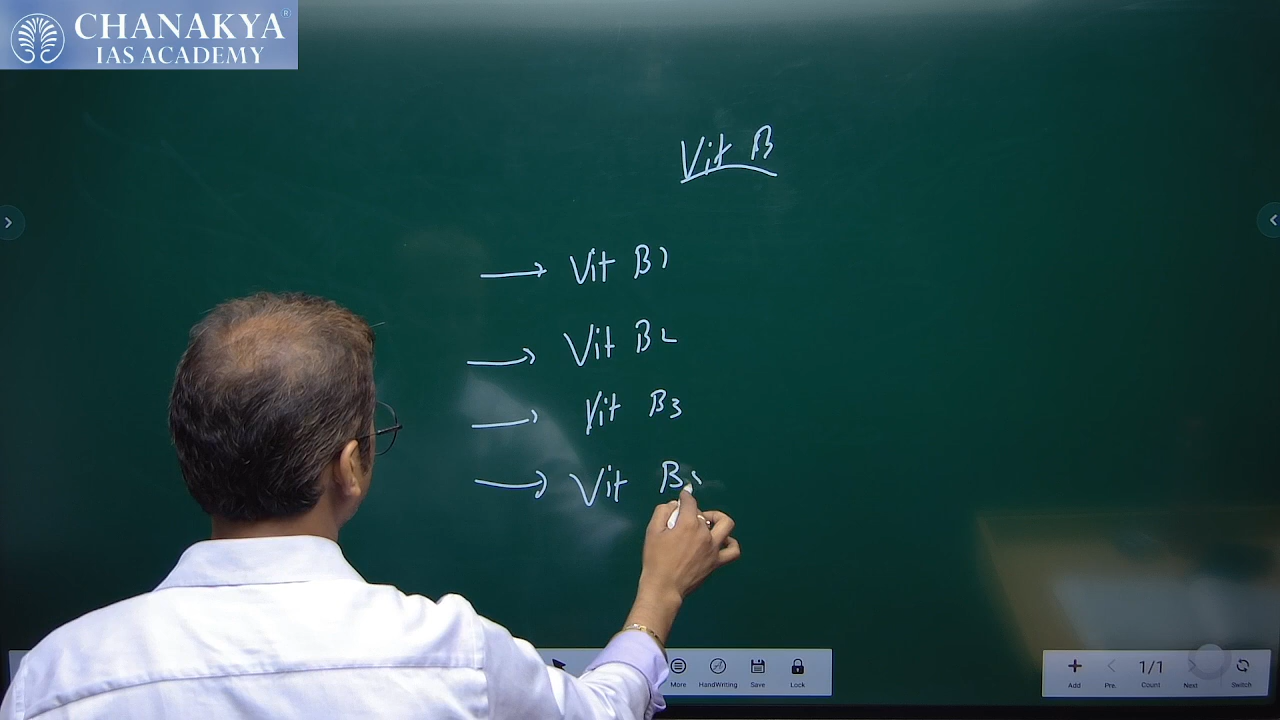 CHANAKYA ®
IAS ACADEMY
Vit B
→ Vit B1
→ Vit B2
→ Vit B3
→ Vit B
More HandWriting Save Lock
1/1
Add Pre. Count Next Switch